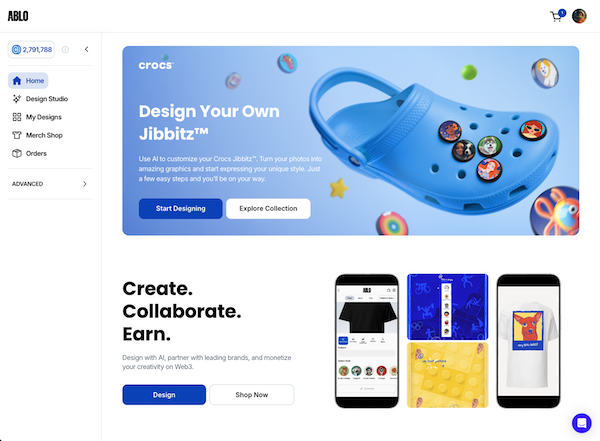 ABLO
1
2,791,788
Home
Design Studio
My Designs
Merch Shop
Orders
ADVANCED
crocs™
Design Your Own
Jibbitz™
Use AI to customize your Crocs Jibbitz™. Turn your photos into
amazing graphics and start expressing your unique style. Just
a few easy steps and you'll be on your way.
Start Designing
Explore Collection
Create.
Collaborate.
Earn.
Design with AI, partner with leading brands, and monetize
your creativity on Web3.
Design
Shop Now
ABLO